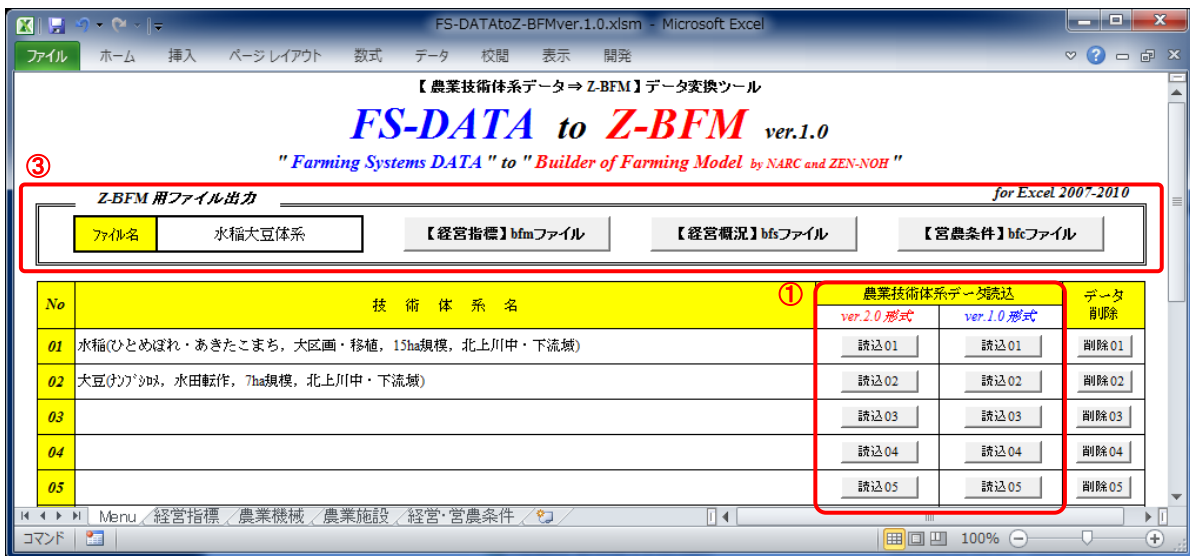 FS-DATAtoZ-BFMver.1.0.xlsm - Microsoft Excel
ファイル ホーム 挿入 ページ レイアウト 数式 データ 校閲 表示 開発
【農業技術体系データ⇒Z-BFM】データ変換ツール
FS-DATA to Z-BFM ver.1.0
"Farming Systems DATA" to "Builder of Farming Model by NARC and ZEN-NOH"
③
Z-BFM 用ファイル出力 for Excel 2007-2010
ファイル名 水稲大豆体系 【経営指標】bfmファイル 【経営概況】bfsファイル 【営農条件】bfcファイル
No 技術体系名 ① 農業技術体系データ読込 データ削除
ver.2.0 形式 ver.1.0 形式
01 水稲(ひとめぼれ・あきたこまち，大区画・移植，15ha規模，北上川中・下流域) 読込01 読込01 削除01
02 大豆(ﾅﾝﾌﾞｼﾛﾒ，水田転作，7ha規模，北上川中・下流域) 読込02 読込02 削除02
03 読込03 読込03 削除03
04 読込04 読込04 削除04
05 読込05 読込05 削除05
Menu 経営指標 農業機械 農業施設 経営･営農条件
コマンド 100%